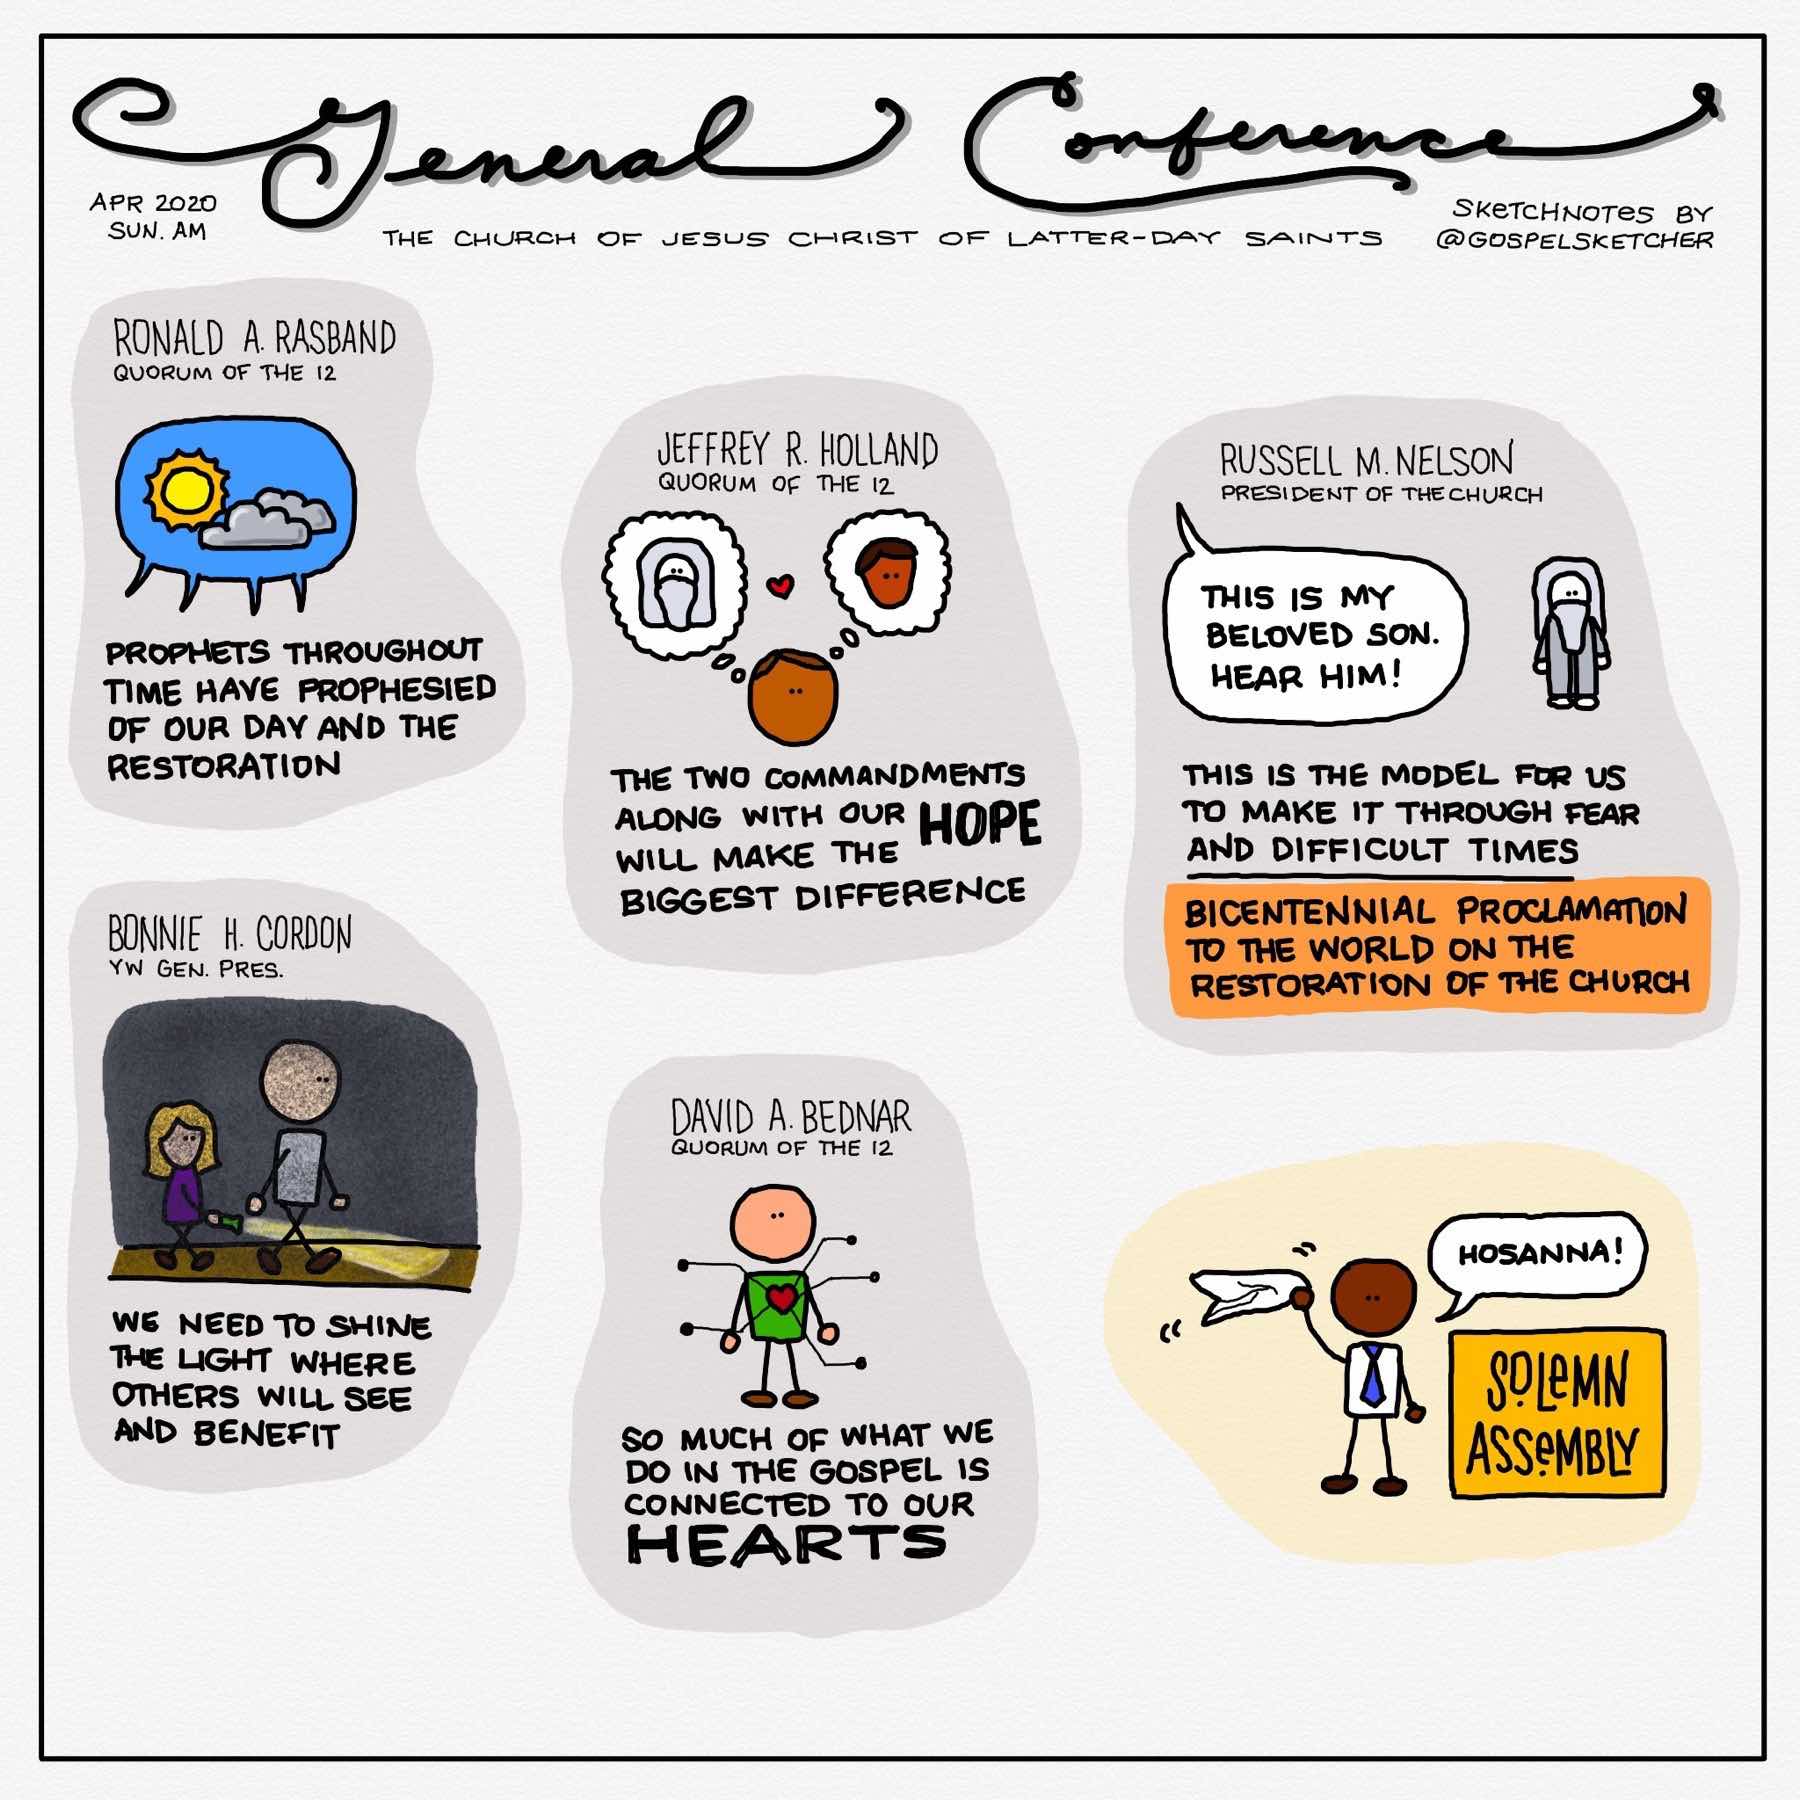 General Conference
APR 2020
SUN. AM
THE CHURCH OF JESUS CHRIST OF LATTER-DAY SAINTS
SKETCHNOTES BY
@GOSPELSKETCHER
RONALD A. RASBAND
QUORUM OF THE 12
PROPHETS THROUGHOUT
TIME HAVE PROPHESIED
OF OUR DAY AND THE
RESTORATION
BONNIE H. CORDON
YW GEN. PRES.
WE NEED TO SHINE
THE LIGHT WHERE
OTHERS WILL SEE
AND BENEFIT
JEFFREY R. HOLLAND
QUORUM OF THE 12
THE TWO COMMANDMENTS
ALONG WITH OUR HOPE
WILL MAKE THE
BIGGEST DIFFERENCE
DAVID A. BEDNAR
QUORUM OF THE 12
SO MUCH OF WHAT WE
DO IN THE GOSPEL IS
CONNECTED TO OUR
HEARTS
RUSSELL M. NELSON
PRESIDENT OF THE CHURCH
THIS IS MY
BELOVED SON.
HEAR HIM!
THIS IS THE MODEL FOR US
TO MAKE IT THROUGH FEAR
AND DIFFICULT TIMES
BICENTENNIAL PROCLAMATION
TO THE WORLD ON THE
RESTORATION OF THE CHURCH
HOSANNA!
SOLEMN
ASSEMBLY